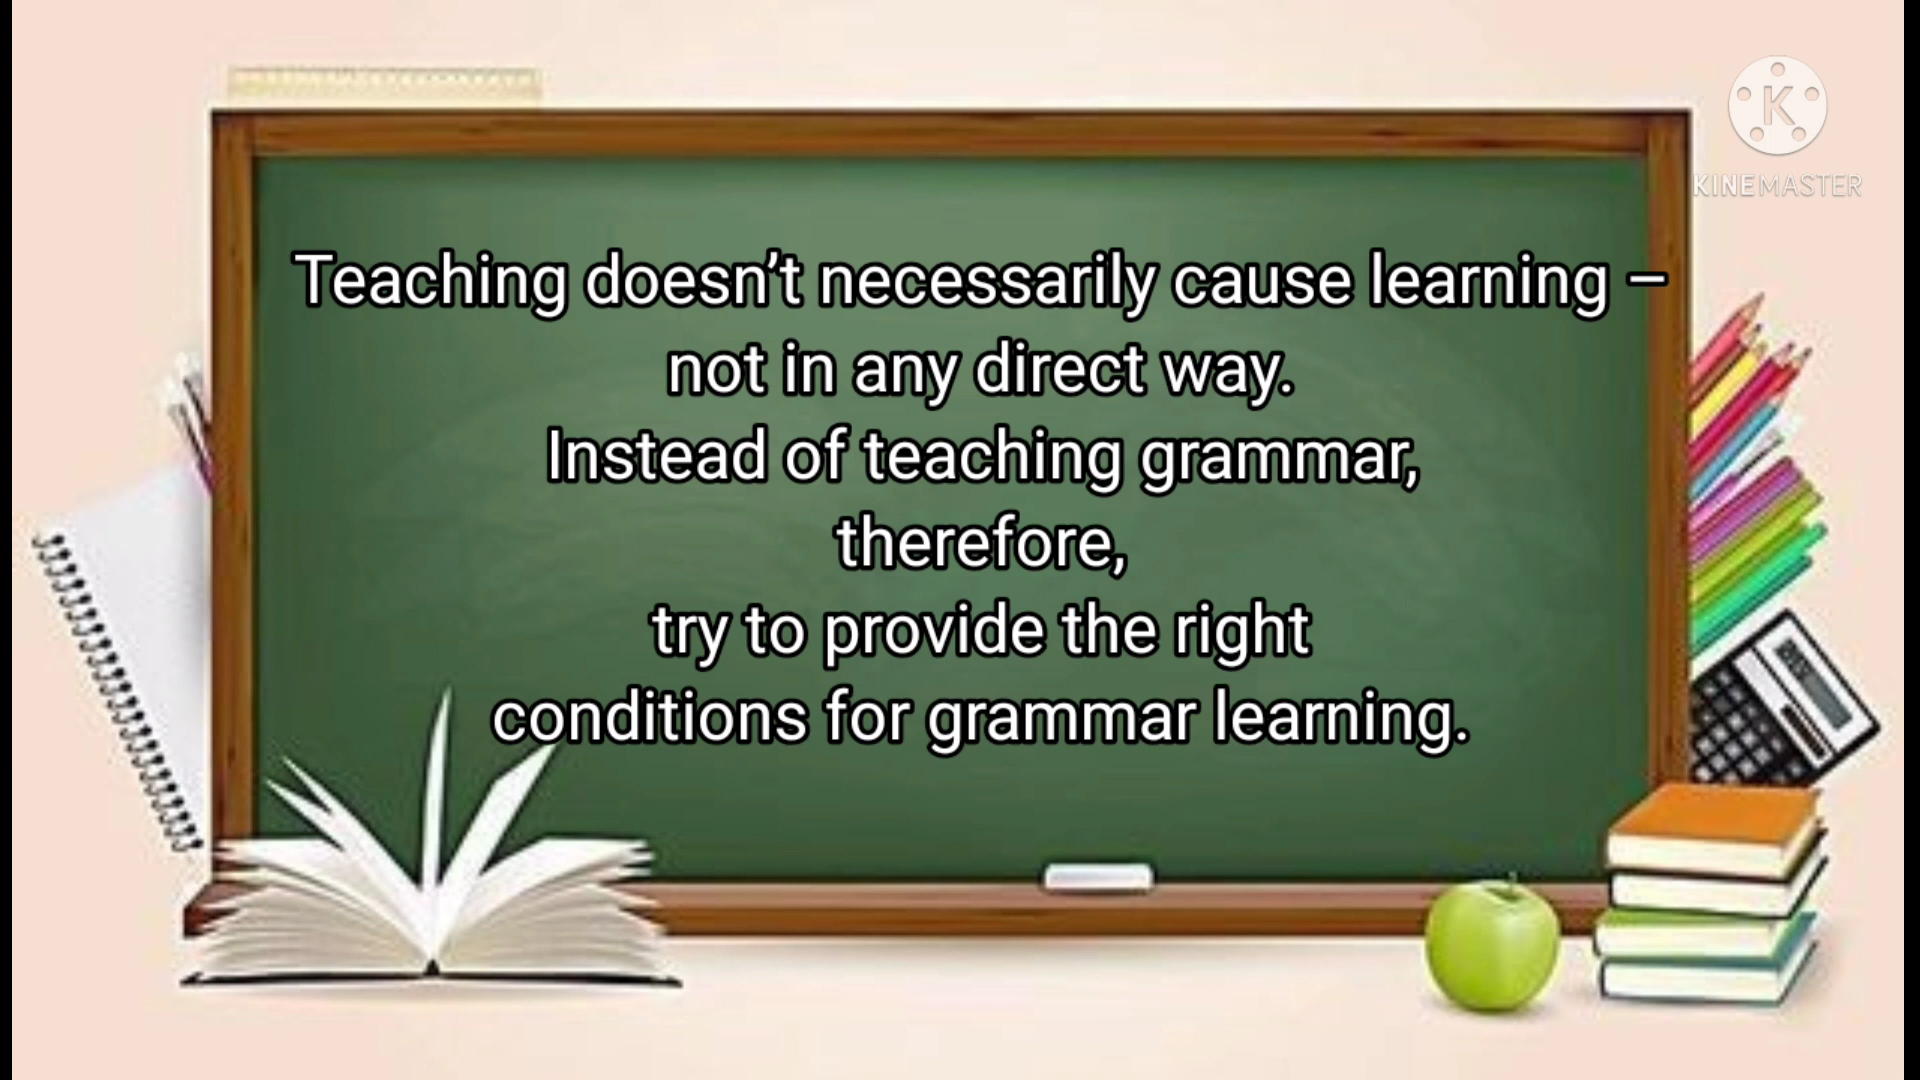 K
KINEMASTER
Teaching doesn’t necessarily cause learning –
not in any direct way.
Instead of teaching grammar,
therefore,
try to provide the right
conditions for grammar learning.